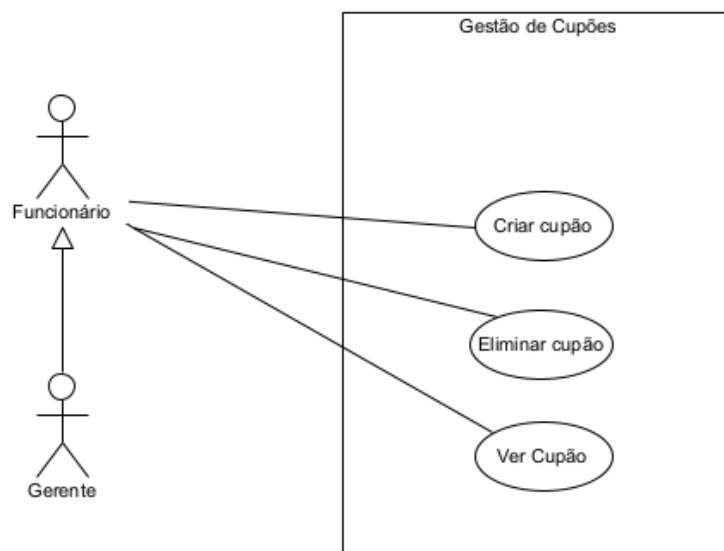 Gestão de Cupões
Funcionário
Criar cupão
Eliminar cupão
Ver Cupão
Gerente